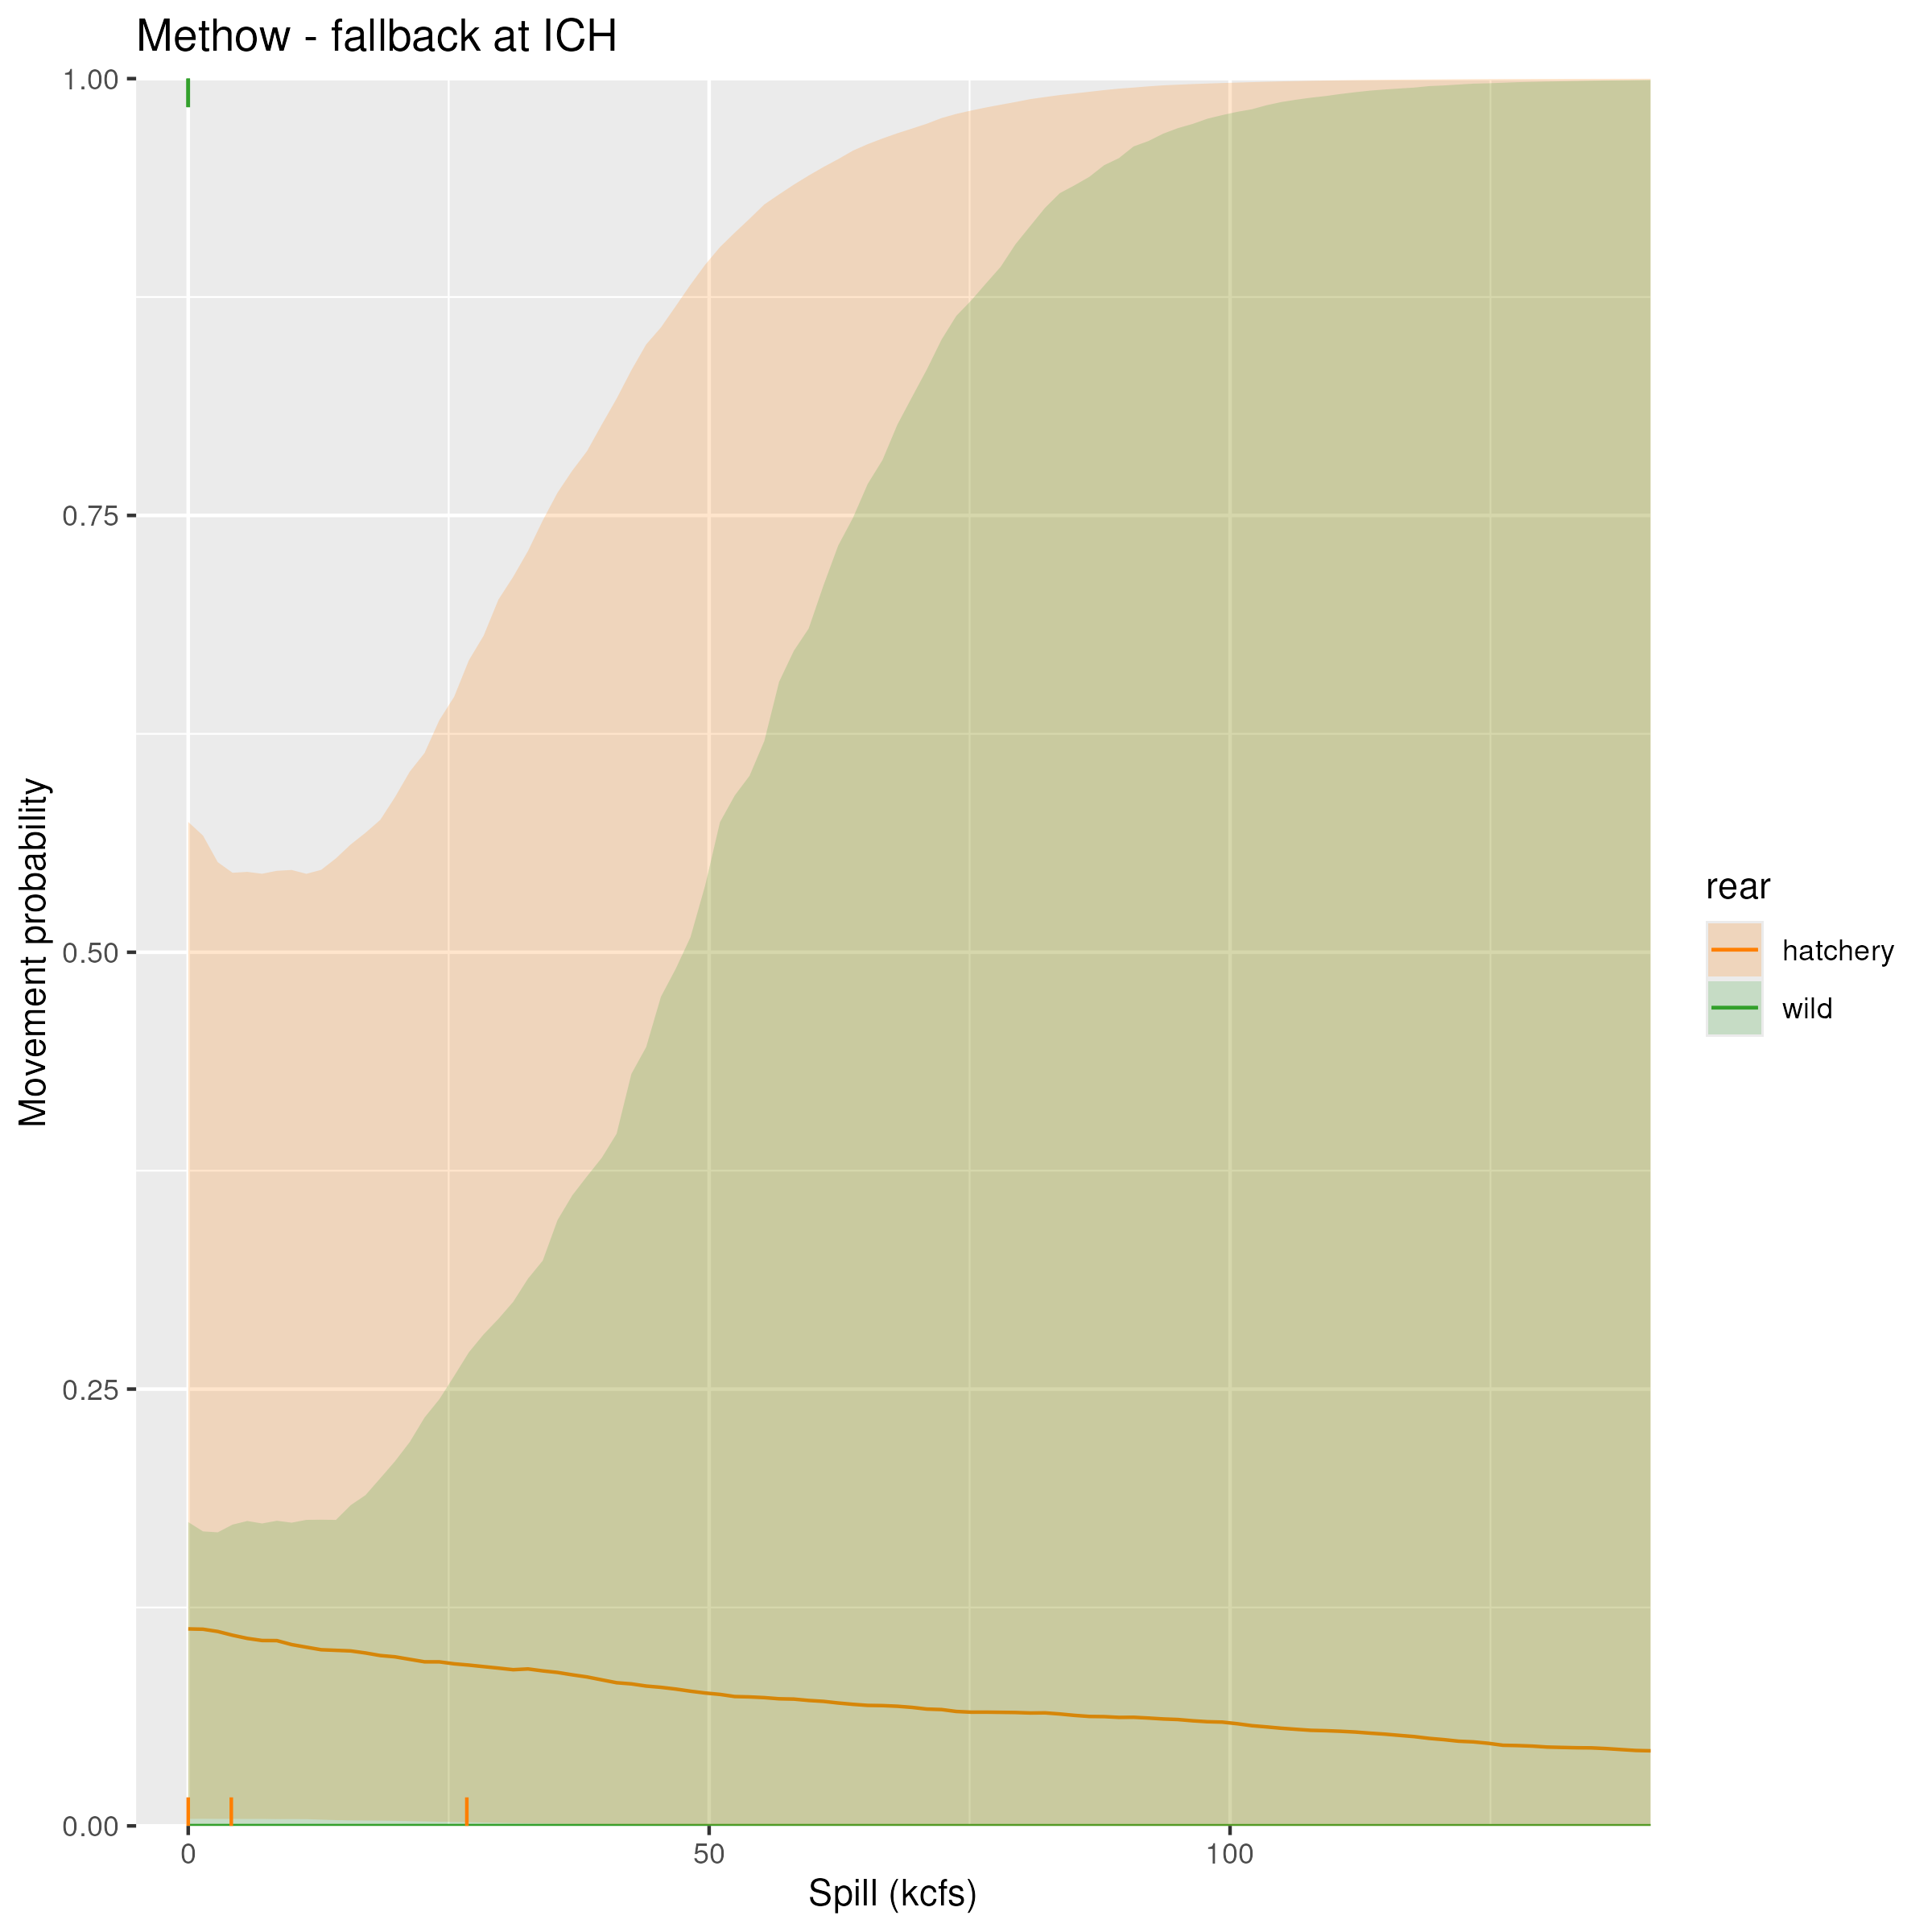 Methow - fallback at ICH
1.00
0.75
0.50
0.25
0.00
Movement probability
0
50
100
Spill (kcfs)
rear
hatchery
wild